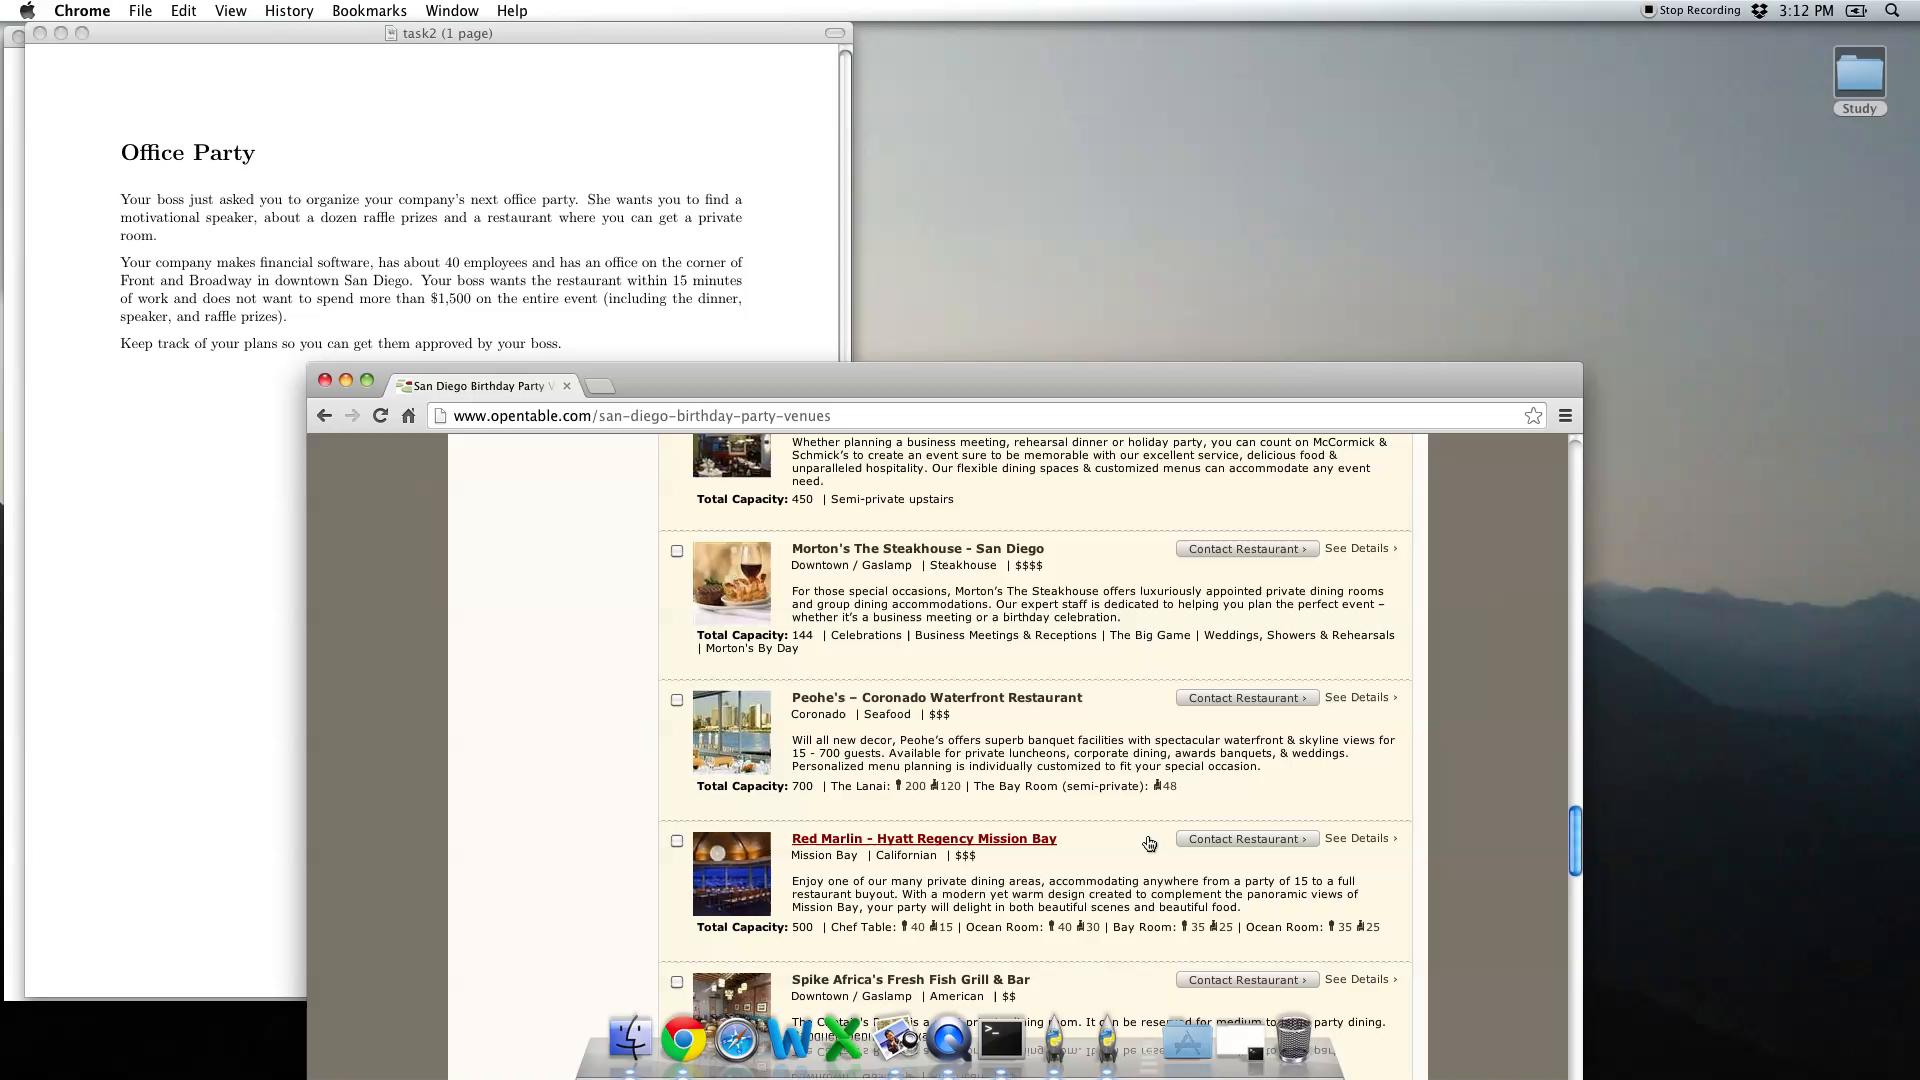 Chrome File Edit View History Bookmarks Window Help
Stop Recording 3:12 PM
task2 (1 page)
Study
Office Party
Your boss just asked you to organize your company's next office party. She wants you to find a
motivational speaker, about a dozen raffle prizes and a restaurant where you can get a private
room.
Your company makes financial software, has about 40 employees and has an office on the corner of
Front and Broadway in downtown San Diego. Your boss wants the restaurant within 15 minutes
of work and does not want to spend more than $1,500 on the entire event (including the dinner,
speaker, and raffle prizes).
Keep track of your plans so you can get them approved by your boss.
San Diego Birthday Party V
www.opentable.com/san-diego-birthday-party-venues
Whether planning a business meeting, rehearsal dinner or holiday party, you can count on McCormick &
Schmick's to create an event sure to be memorable with our excellent service, delicious food &
unparalleled hospitality. Our flexible dining spaces & customized menus can accommodate any event
need.
Total Capacity: 450 | Semi-private upstairs
Morton's The Steakhouse - San Diego Contact Restaurant › See Details ›
Downtown / Gaslamp | Steakhouse | $$$$
For those special occasions, Morton's The Steakhouse offers luxuriously appointed private dining rooms
and group dining accommodations. Our expert staff is dedicated to helping you plan the perfect event –
whether it's a business meeting or a birthday celebration.
Total Capacity: 144 | Celebrations | Business Meetings & Receptions | The Big Game | Weddings, Showers & Rehearsals
| Morton's By Day
Peohe's – Coronado Waterfront Restaurant Contact Restaurant › See Details ›
Coronado | Seafood | $$$
Will all new decor, Peohe's offers superb banquet facilities with spectacular waterfront & skyline views for
15 - 700 guests. Available for private luncheons, corporate dining, awards banquets, & weddings.
Personalized menu planning is individually customized to fit your special occasion.
Total Capacity: 700 | The Lanai: 200 120 | The Bay Room (semi-private): 48
Red Marlin - Hyatt Regency Mission Bay Contact Restaurant › See Details ›
Mission Bay | Californian | $$$
Enjoy one of our many private dining areas, accommodating anywhere from a party of 15 to a full
restaurant buyout. With a modern yet warm design created to complement the panoramic views of
Mission Bay, your party will delight in both beautiful scenes and beautiful food.
Total Capacity: 500 | Chef Table: 40 15 | Ocean Room: 40 30 | Bay Room: 35 25 | Ocean Room: 35 25
Spike Africa's Fresh Fish Grill & Bar Contact Restaurant › See Details ›
Downtown / Gaslamp | American | $$
The Captain's is a room. It can be reserved for medium to party dining.